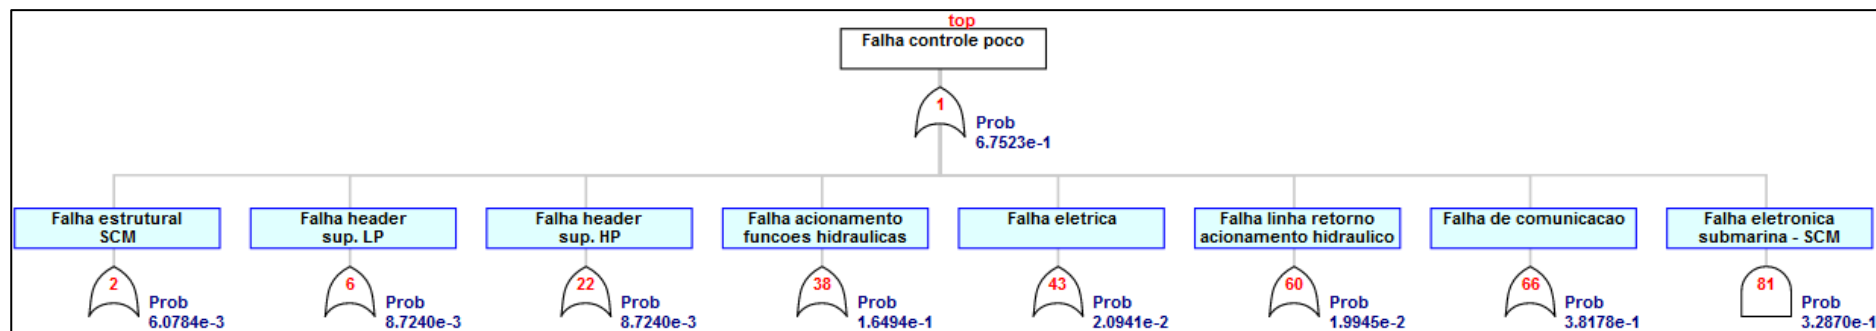 top
Falha controle poco
1
Prob
6.7523e-1
Falha estrutural
SCM
2
Prob
6.0784e-3
Falha header
sup. LP
6
Prob
8.7240e-3
Falha header
sup. HP
22
Prob
8.7240e-3
Falha acionamento
funcoes hidraulicas
38
Prob
1.6494e-1
Falha eletrica
43
Prob
2.0941e-2
Falha linha retorno
acionamento hidraulico
60
Prob
1.9945e-2
Falha de comunicacao
66
Prob
3.8178e-1
Falha eletronica
submarina - SCM
81
Prob
3.2870e-1